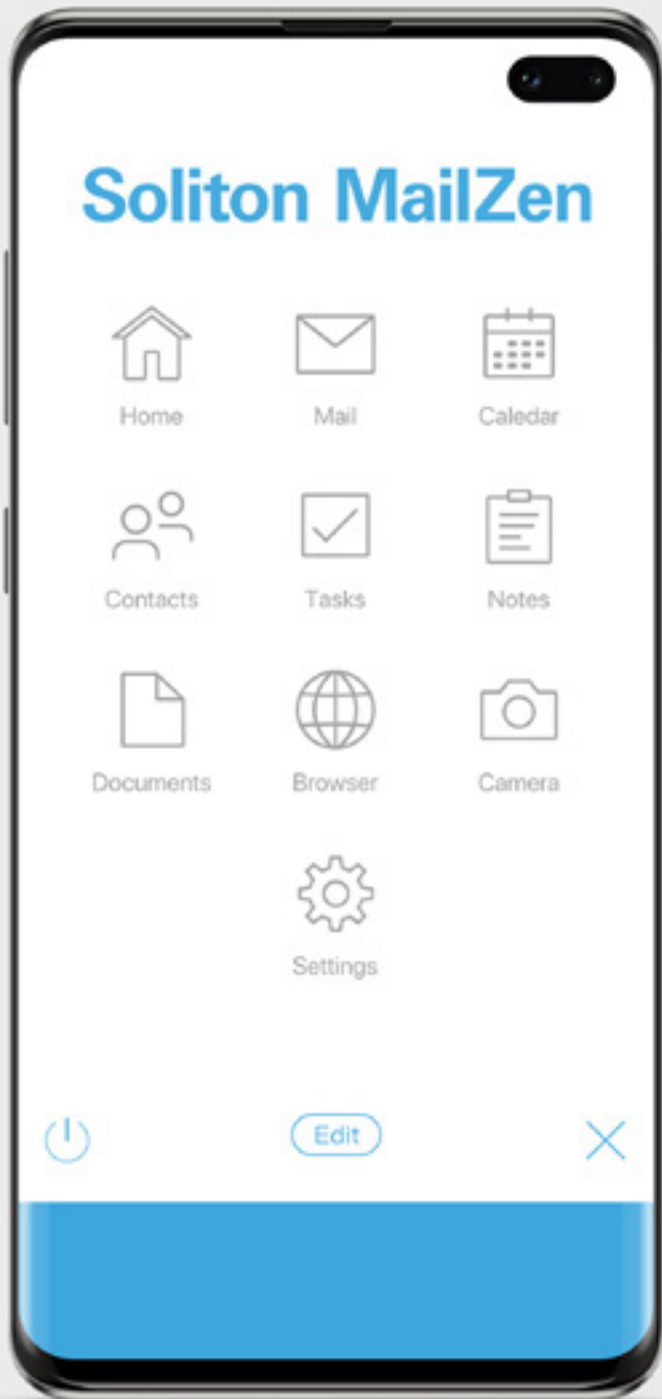 Soliton MailZen
Home Mail Caledar
Contacts Tasks Notes
Documents Browser Camera
Settings
Edit